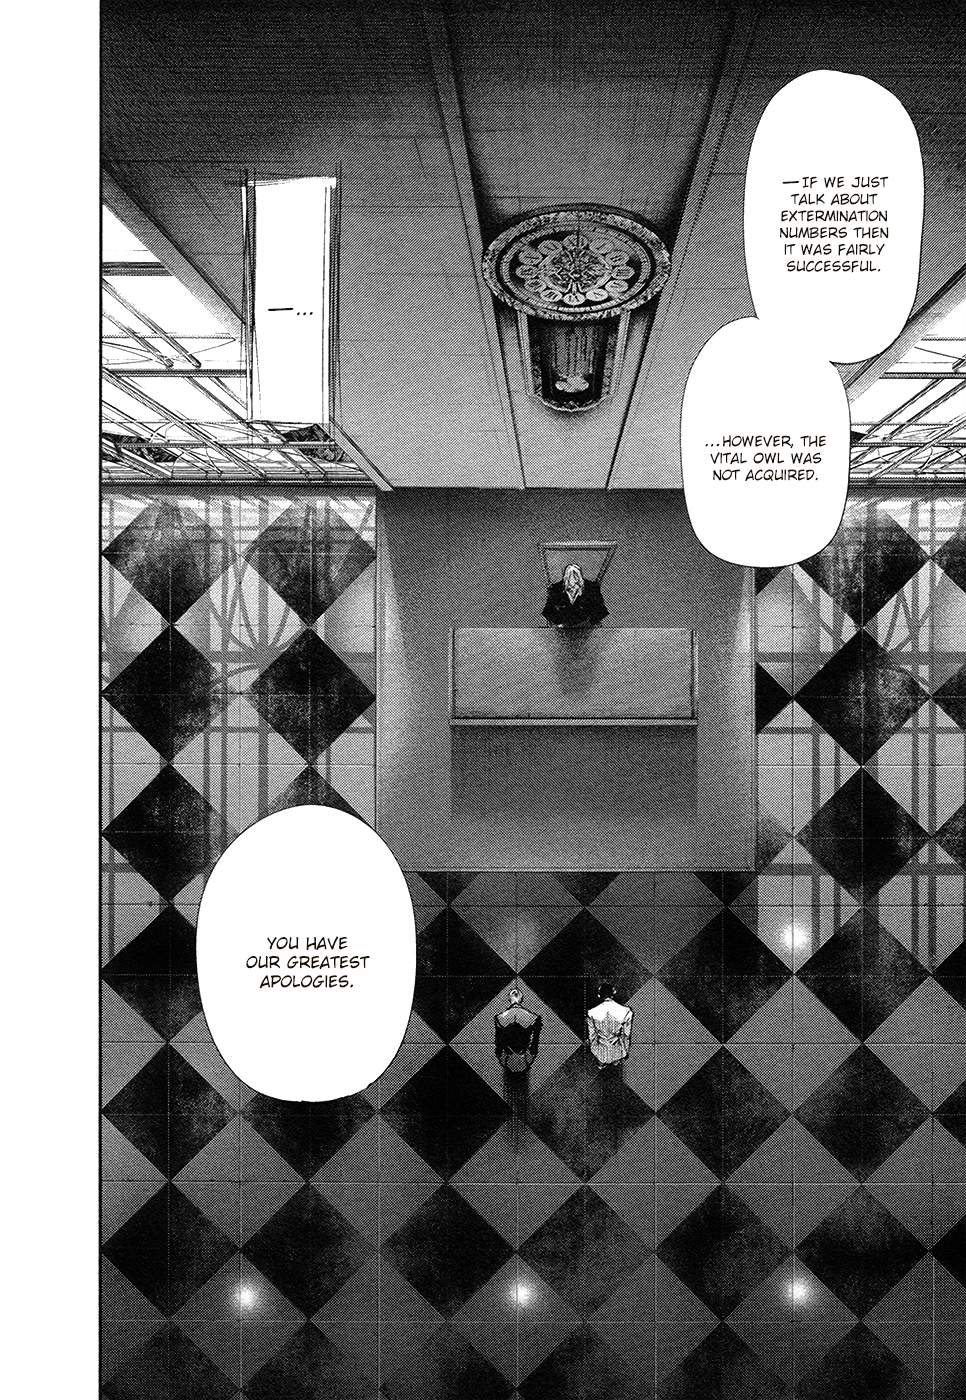 —IF WE JUST
TALK ABOUT
EXTERMINATION
NUMBERS THEN
IT WAS FAIRLY
SUCCESSFUL.
...HOWEVER, THE
VITAL OWL WAS
NOT ACQUIRED.
—...
YOU HAVE
OUR GREATEST
APOLOGIES.